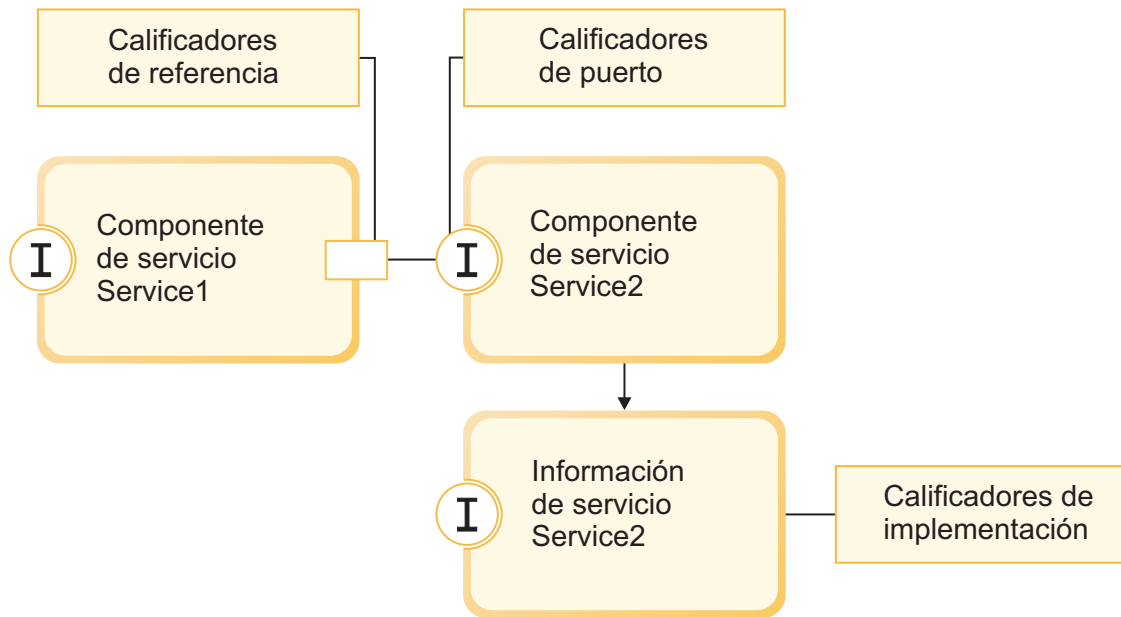 Calificadores
de referencia
Calificadores
de puerto
I
Componente
de servicio
Service1
I
Componente
de servicio
Service2
I
Información
de servicio
Service2
Calificadores de
implementación